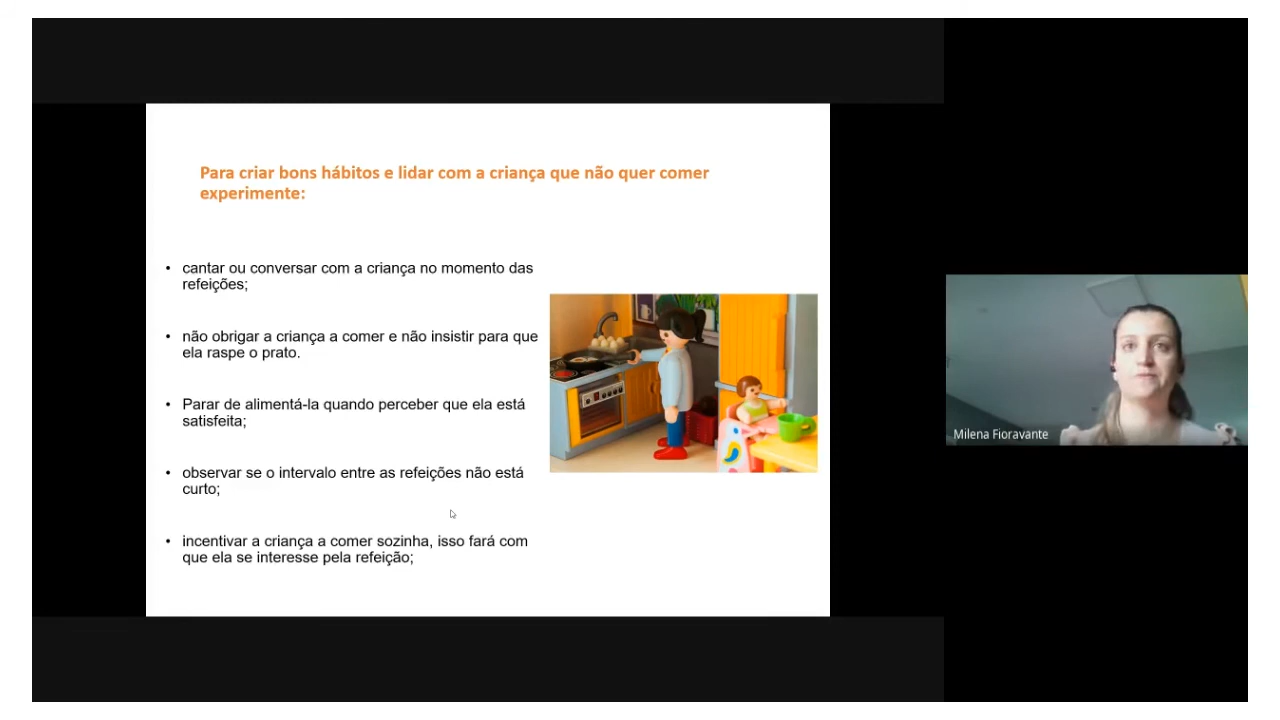 Para criar bons hábitos e lidar com a criança que não quer comer
experimente:
• cantar ou conversar com a criança no momento das
refeições;
• não obrigar a criança a comer e não insistir para que
ela raspe o prato.
• Parar de alimentá-la quando perceber que ela está
satisfeita;
• observar se o intervalo entre as refeições não está
curto;
• incentivar a criança a comer sozinha, isso fará com
que ela se interesse pela refeição;
Milena Fioravante